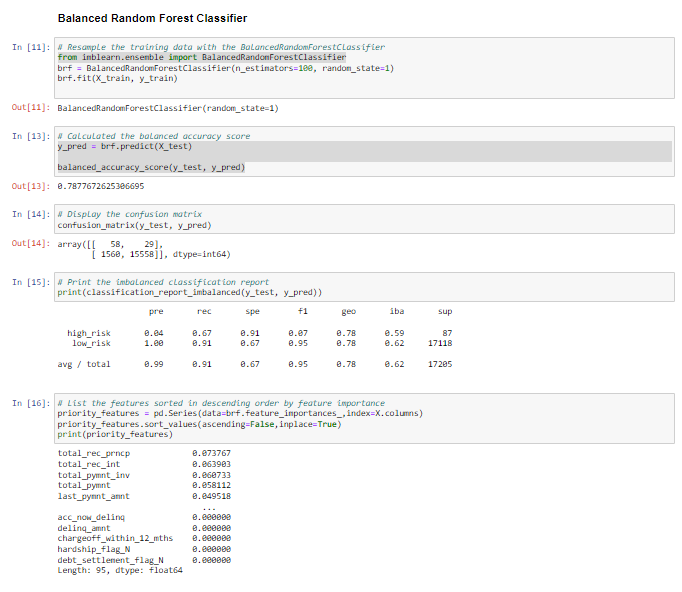 Balanced Random Forest Classifier
In [11]: # Resample the training data with the BalancedRandomForestClassifier
from imblearn.ensemble import BalancedRandomForestClassifier
brf = BalancedRandomForestClassifier(n_estimators=100, random_state=1)
brf.fit(X_train, y_train)
Out[11]: BalancedRandomForestClassifier(random_state=1)
In [13]: # Calculated the balanced accuracy score
y_pred = brf.predict(X_test)
balanced_accuracy_score(y_test, y_pred)
Out[13]: 0.7877672625306695
In [14]: # Display the confusion matrix
confusion_matrix(y_test, y_pred)
Out[14]: array([[   58,    29],
[ 1560, 15558]], dtype=int64)
In [15]: # Print the imbalanced classification report
print(classification_report_imbalanced(y_test, y_pred))
pre rec spe f1 geo iba sup
high_risk 0.04 0.67 0.91 0.07 0.78 0.59 87
low_risk 1.00 0.91 0.67 0.95 0.78 0.62 17118
avg / total 0.99 0.91 0.67 0.95 0.78 0.62 17205
In [16]: # List the features sorted in descending order by feature importance
priority_features = pd.Series(data=brf.feature_importances_,index=X.columns)
priority_features.sort_values(ascending=False,inplace=True)
print(priority_features)
total_rec_prncp 0.073767
total_rec_int 0.063903
total_pymnt_inv 0.060733
total_pymnt 0.058112
last_pymnt_amnt 0.049518
...
acc_now_delinq 0.000000
delinq_amnt 0.000000
chargeoff_within_12_mths 0.000000
hardship_flag_N 0.000000
debt_settlement_flag_N 0.000000
Length: 95, dtype: float64